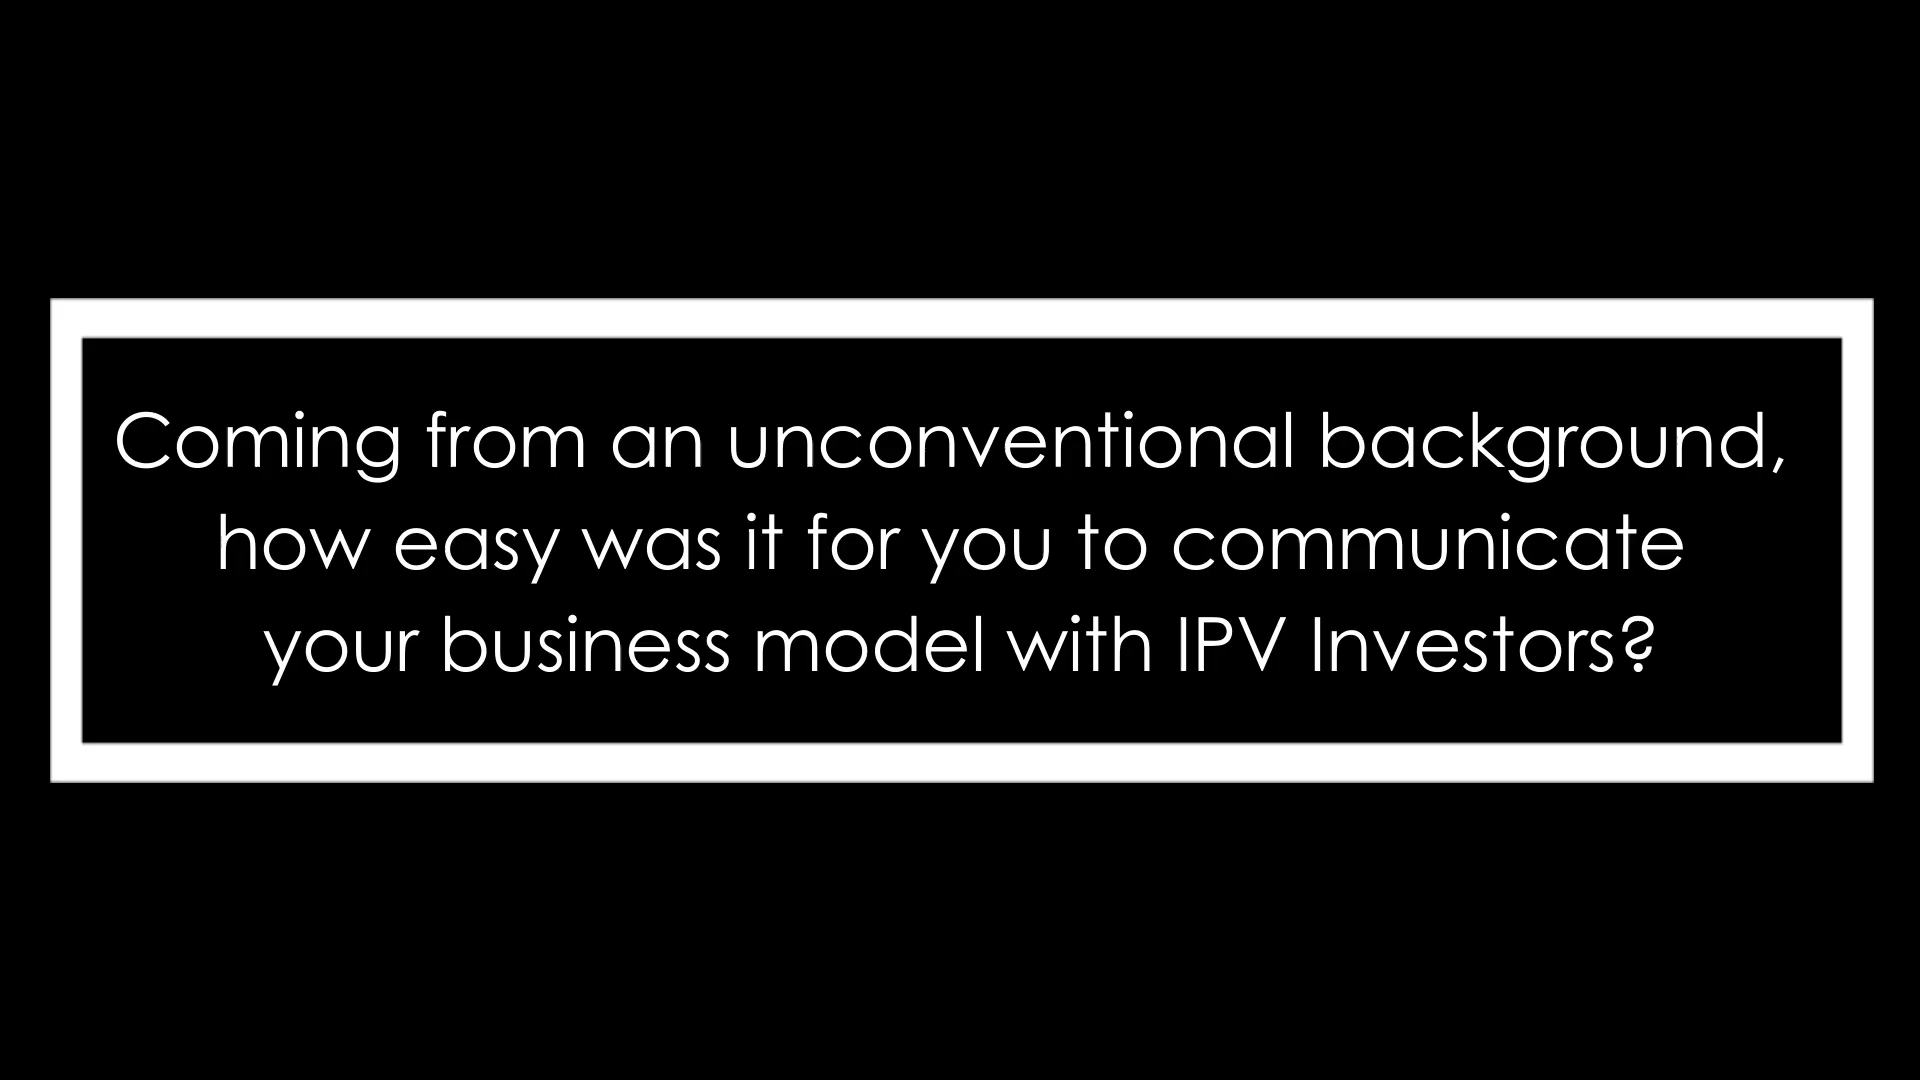 Coming from an unconventional background,
how easy was it for you to communicate
your business model with IPV Investors?